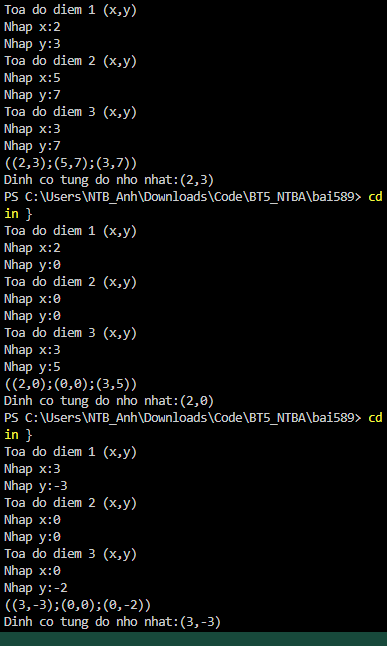 Toa do diem 1 (x,y)
Nhap x:2
Nhap y:3
Toa do diem 2 (x,y)
Nhap x:5
Nhap y:7
Toa do diem 3 (x,y)
Nhap x:3
Nhap y:7
((2,3);(5,7);(3,7))
Dinh co tung do nho nhat:(2,3)
PS C:\Users\NTB_Anh\Downloads\Code\BT5_NTBA\bai589> cd
in }
Toa do diem 1 (x,y)
Nhap x:2
Nhap y:0
Toa do diem 2 (x,y)
Nhap x:0
Nhap y:0
Toa do diem 3 (x,y)
Nhap x:3
Nhap y:5
((2,0);(0,0);(3,5))
Dinh co tung do nho nhat:(2,0)
PS C:\Users\NTB_Anh\Downloads\Code\BT5_NTBA\bai589> cd
in }
Toa do diem 1 (x,y)
Nhap x:3
Nhap y:-3
Toa do diem 2 (x,y)
Nhap x:0
Nhap y:0
Toa do diem 3 (x,y)
Nhap x:0
Nhap y:-2
((3,-3);(0,0);(0,-2))
Dinh co tung do nho nhat:(3,-3)